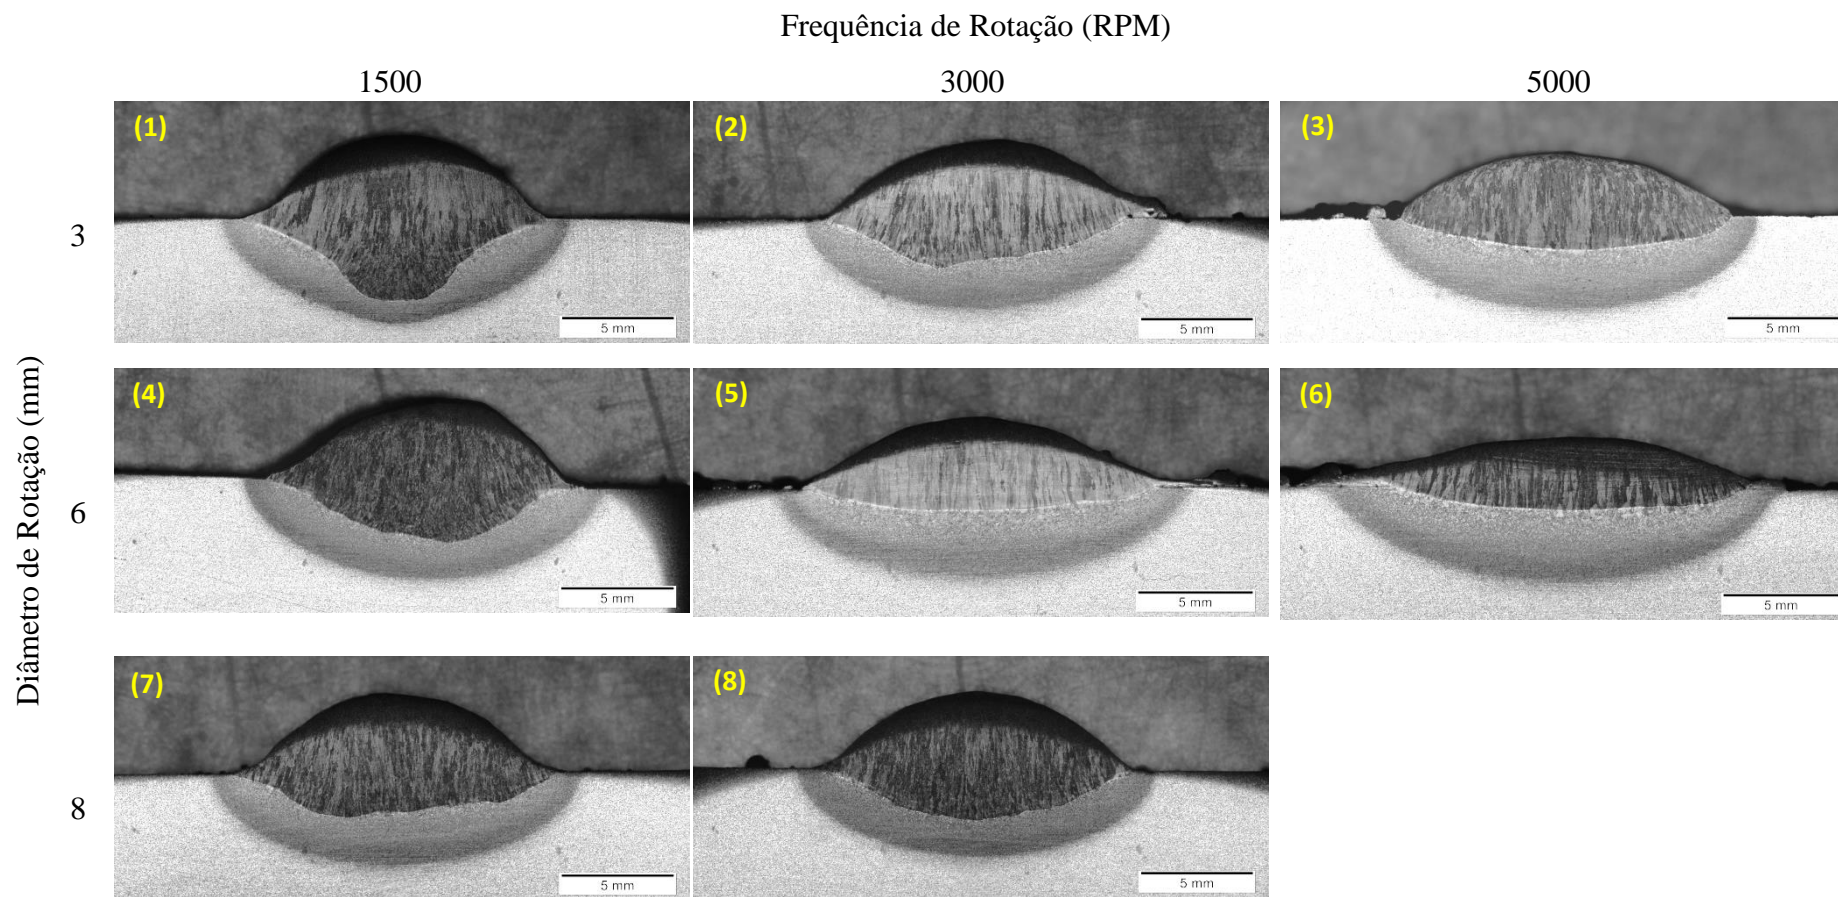 Frequência de Rotação (RPM)
1500 3000 5000
Diâmetro de Rotação (mm)
3
(1) (2) (3)
5 mm 5 mm 5 mm
6
(4) (5) (6)
5 mm 5 mm 5 mm
8
(7) (8)
5 mm 5 mm